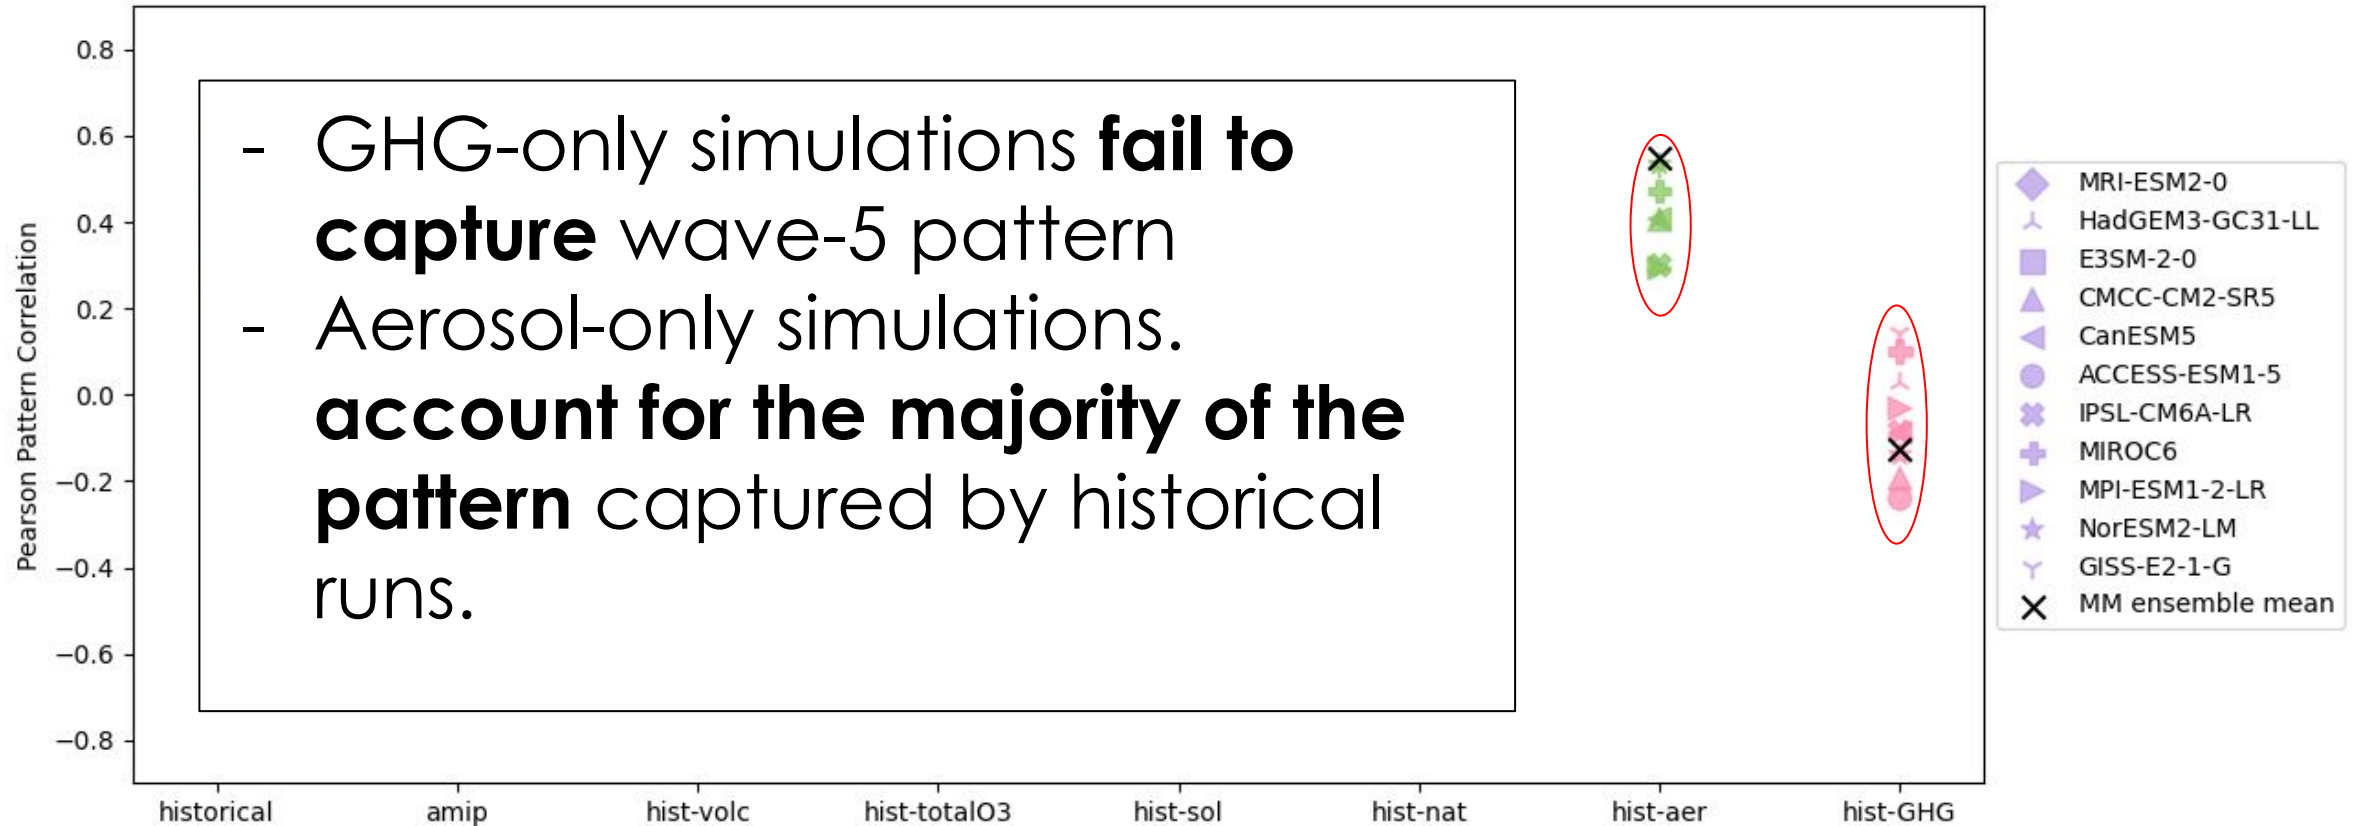 Pearson Pattern Correlation
0.8
0.6
0.4
0.2
0.0
−0.2
−0.4
−0.6
−0.8
- GHG-only simulations fail to
capture wave-5 pattern
- Aerosol-only simulations.
account for the majority of the
pattern captured by historical
runs.
historical amip hist-volc hist-totalO3 hist-sol hist-nat hist-aer hist-GHG
MRI-ESM2-0
HadGEM3-GC31-LL
E3SM-2-0
CMCC-CM2-SR5
CanESM5
ACCESS-ESM1-5
IPSL-CM6A-LR
MIROC6
MPI-ESM1-2-LR
NorESM2-LM
GISS-E2-1-G
MM ensemble mean